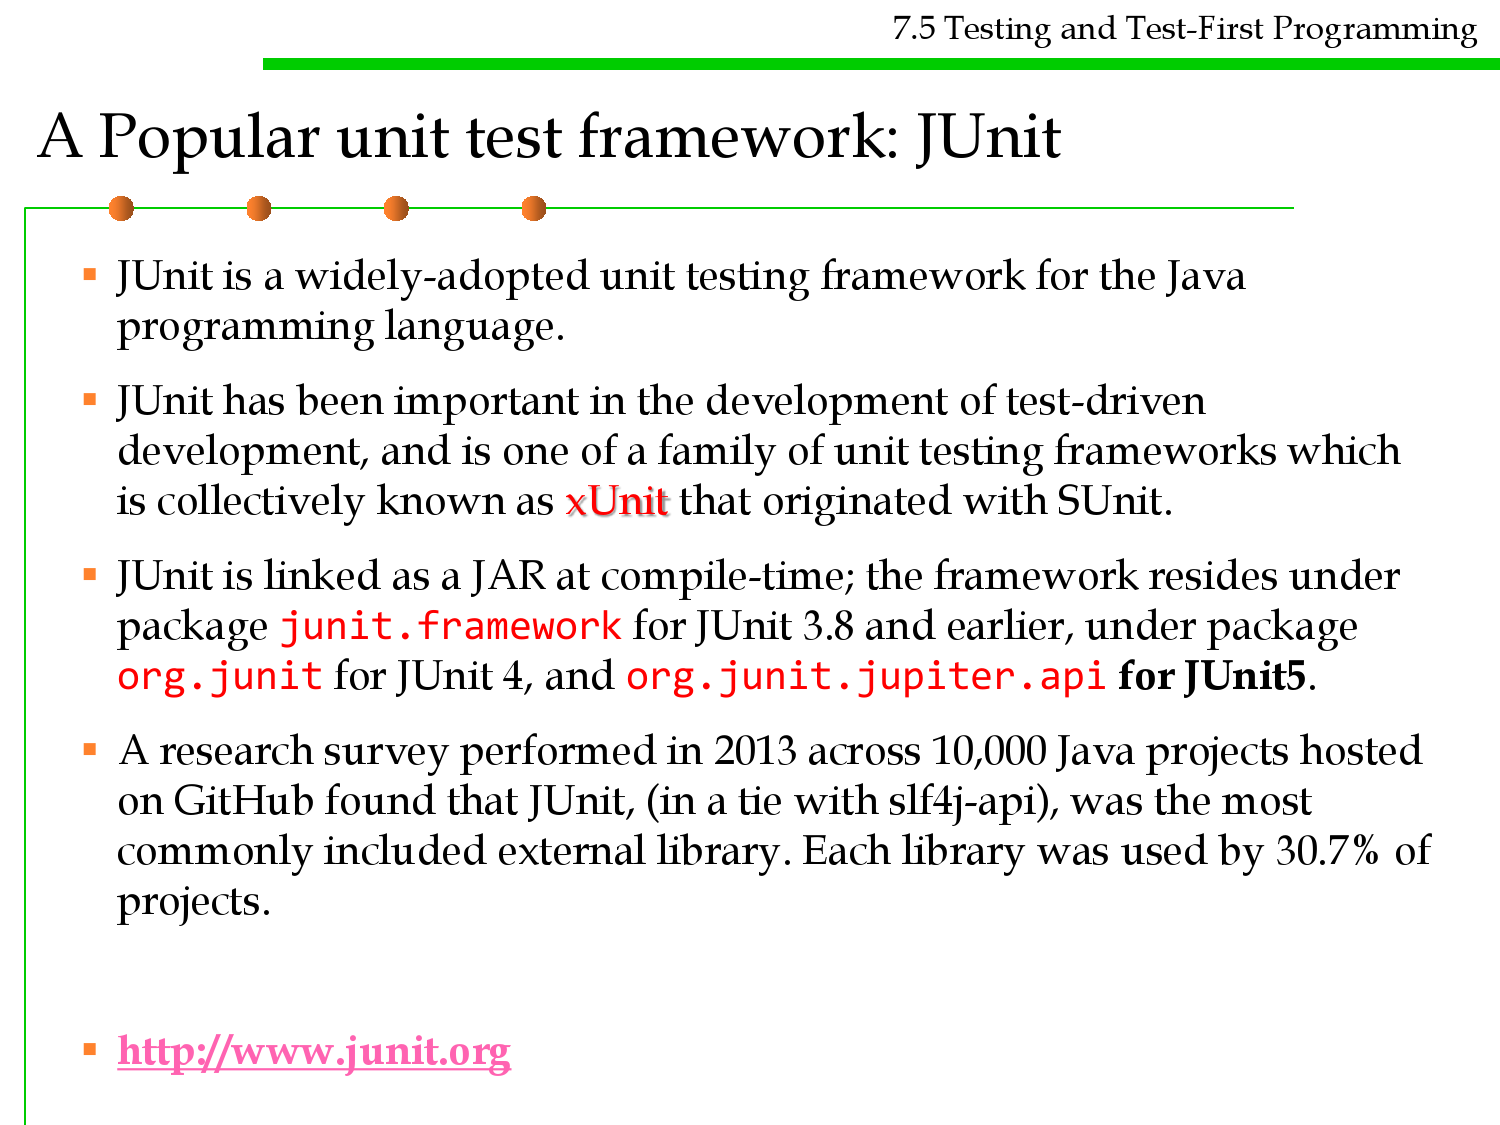 7.5 Testing and Test-First Programming
A Popular unit test framework: JUnit
▪ JUnit is a widely-adopted unit testing framework for the Java
programming language.
▪ JUnit has been important in the development of test-driven
development, and is one of a family of unit testing frameworks which
is collectively known as xUnit that originated with SUnit.
▪ JUnit is linked as a JAR at compile-time; the framework resides under
package junit.framework for JUnit 3.8 and earlier, under package
org.junit for JUnit 4, and org.junit.jupiter.api for JUnit5.
▪ A research survey performed in 2013 across 10,000 Java projects hosted
on GitHub found that JUnit, (in a tie with slf4j-api), was the most
commonly included external library. Each library was used by 30.7% of
projects.
▪ http://www.junit.org